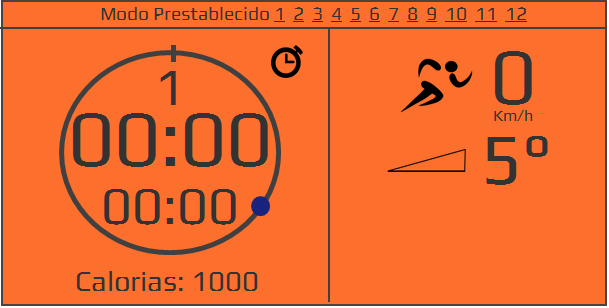 Modo Prestablecido 1 2 3 4 5 6 7 8 9 10 11 12
1
00:00
00:00
Calorias: 1000
0
Km/h
5º